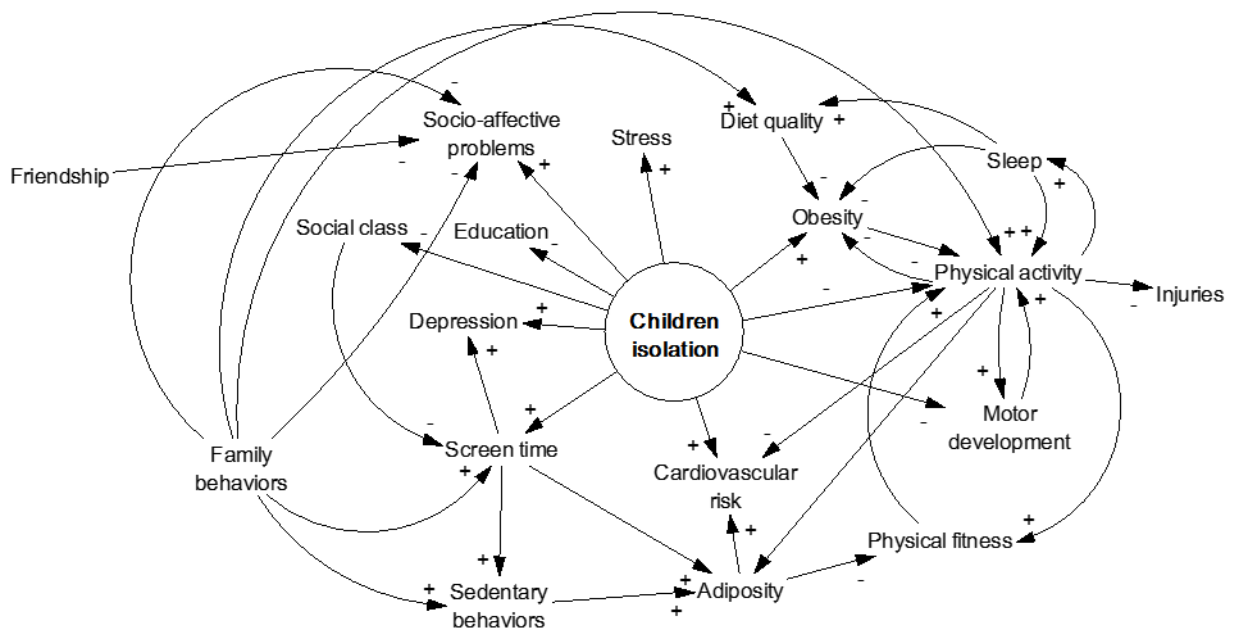 Socio-affective
problems
Stress
Diet quality
Sleep
Friendship
Social class
Education
Obesity
Physical activity
Injuries
Depression
Children
isolation
Motor
development
Family
behaviors
Screen time
Cardiovascular
risk
Physical fitness
Sedentary
behaviors
Adiposity